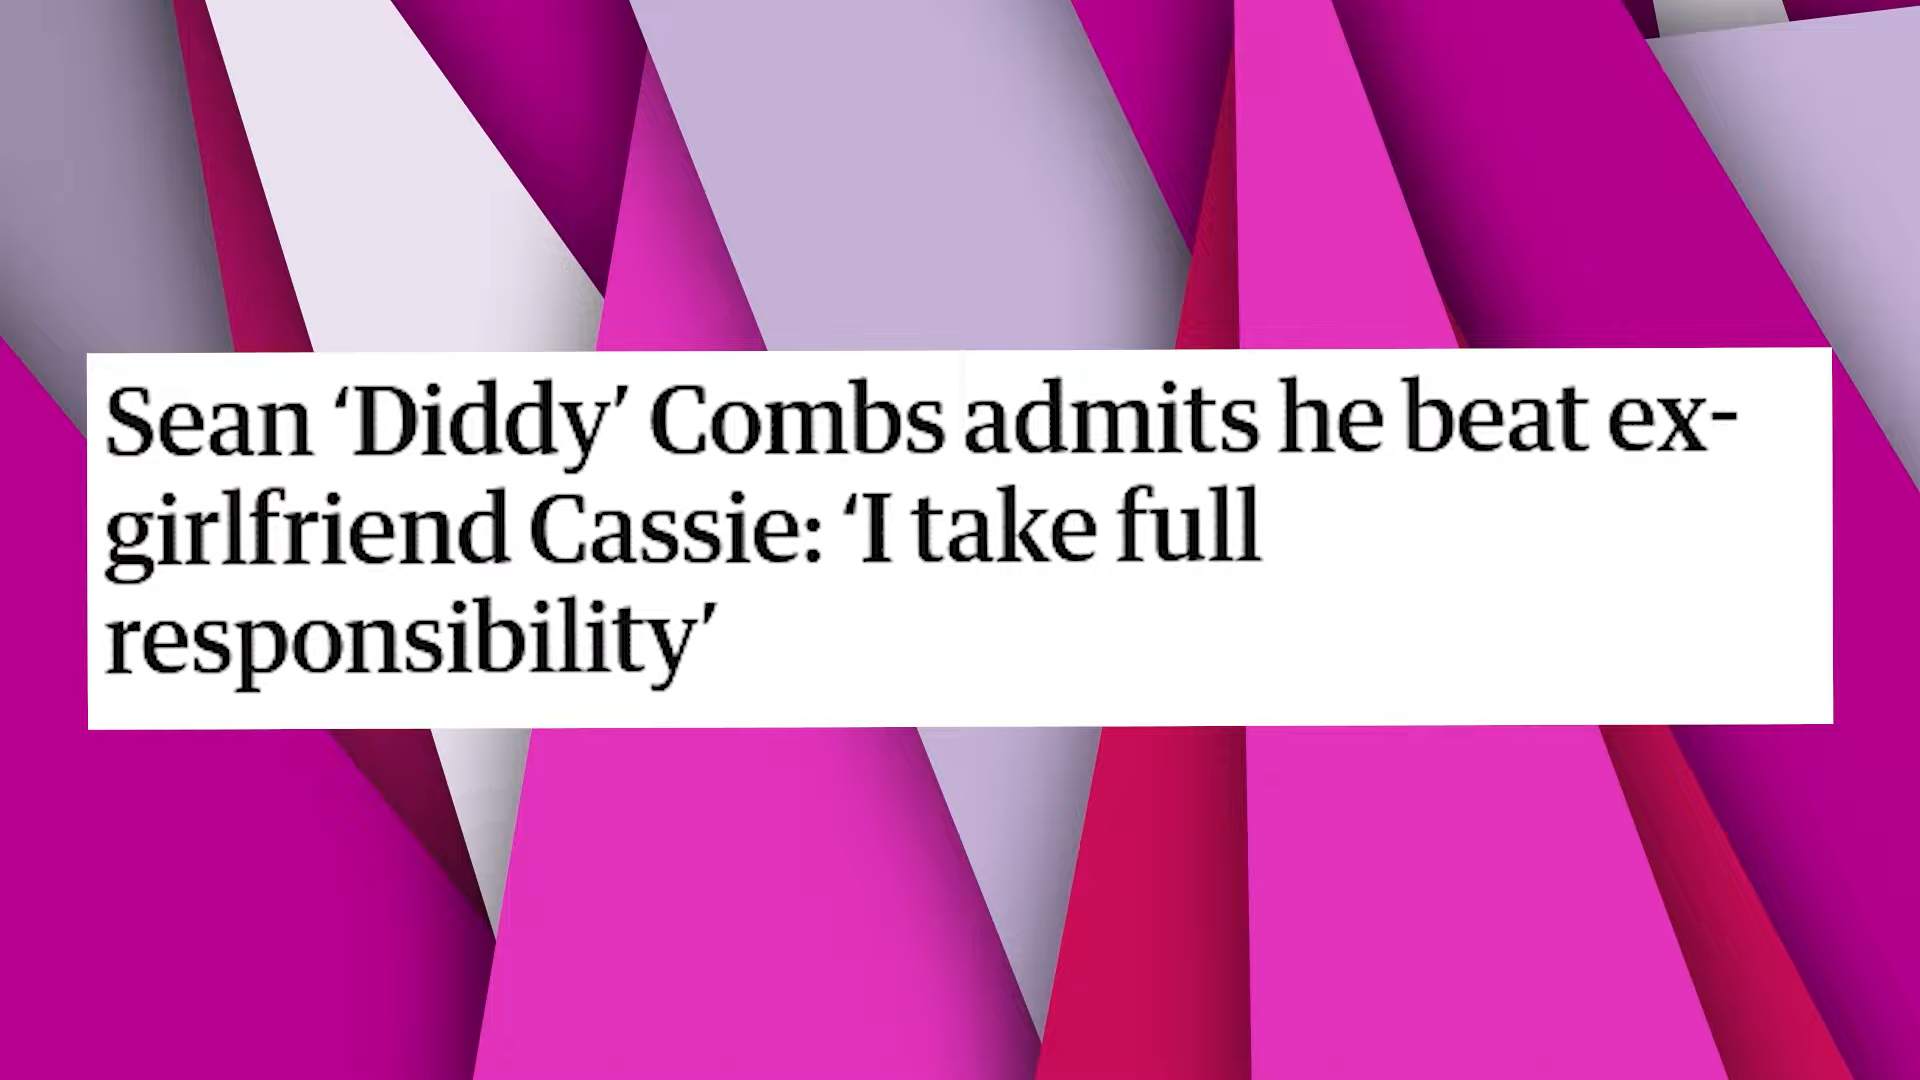 Sean ‘Diddy’ Combs admits he beat ex-
girlfriend Cassie: ‘I take full
responsibility’